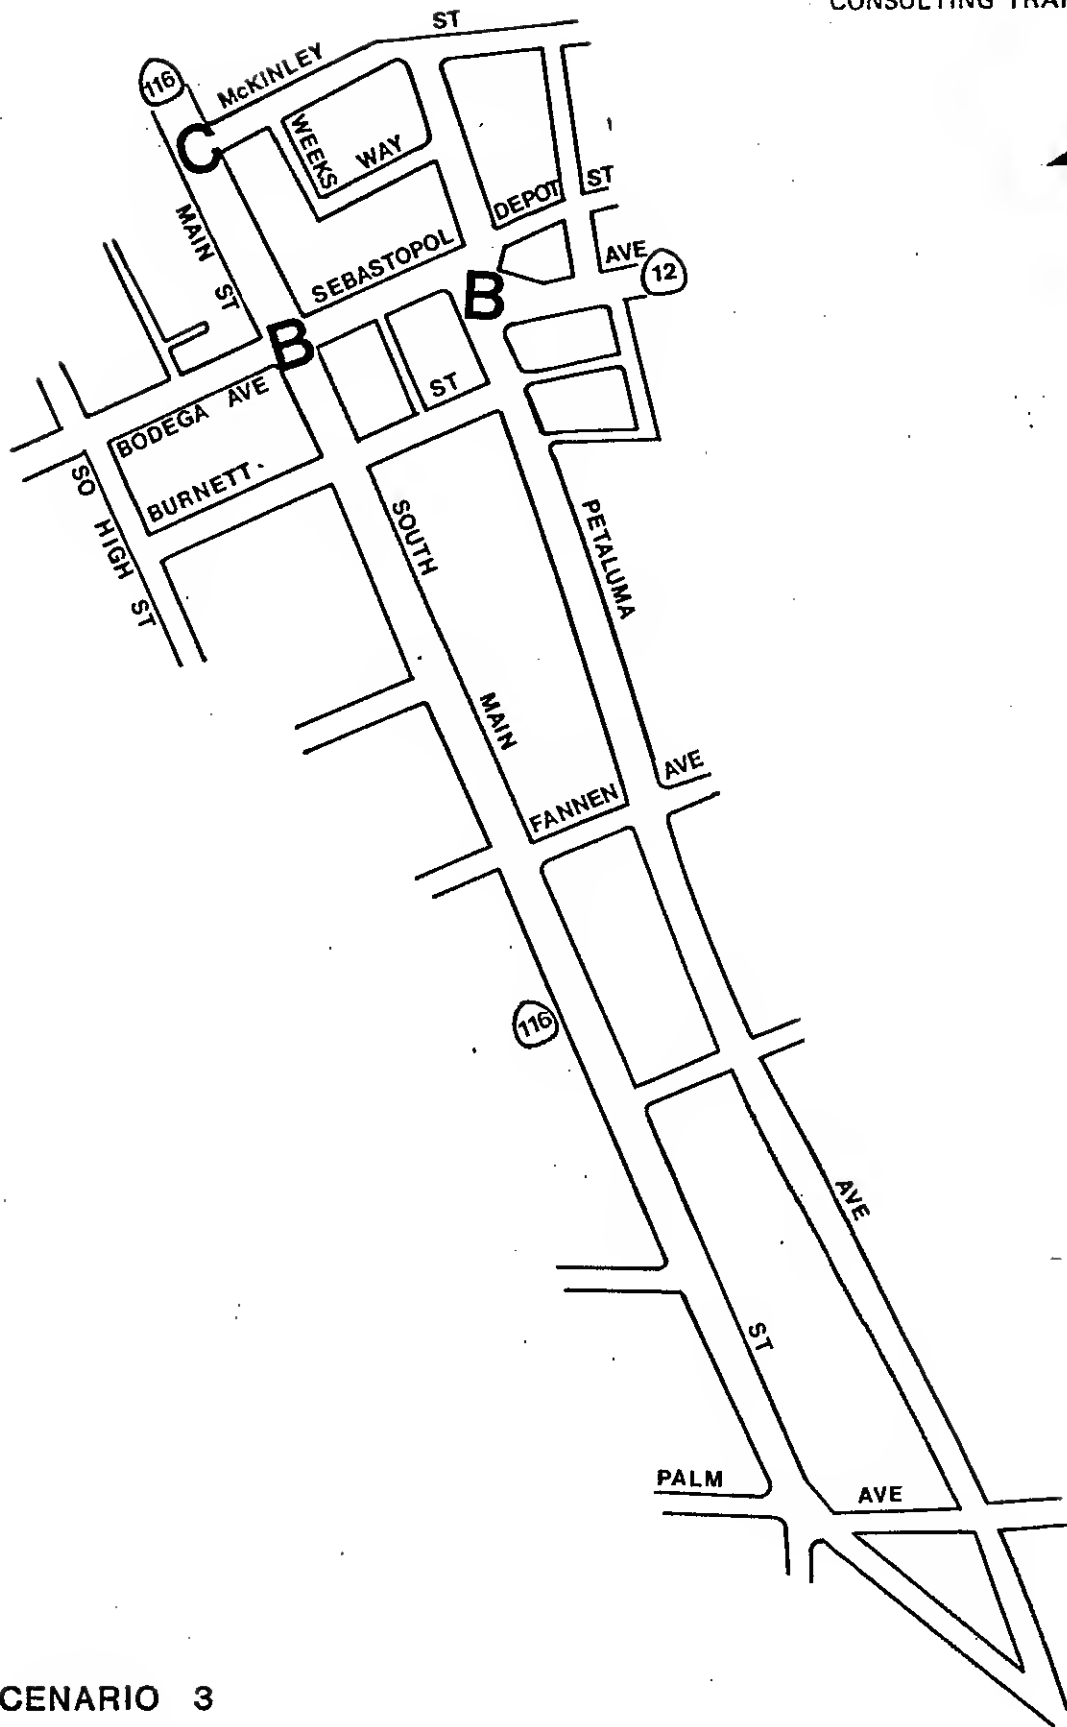 CONSULTING
ST
McKINLEY
116
C
WEEKS
WAY
MAIN
ST
DEPOT
ST
SEBASTOPOL
AVE
12
B
B
BODEGA AVE
ST
BURNETT.
SO HIGH ST
SOUTH
PETALUMA
MAIN
AVE
FANNEN
116
AVE
ST
PALM
AVE
CENARIO 3